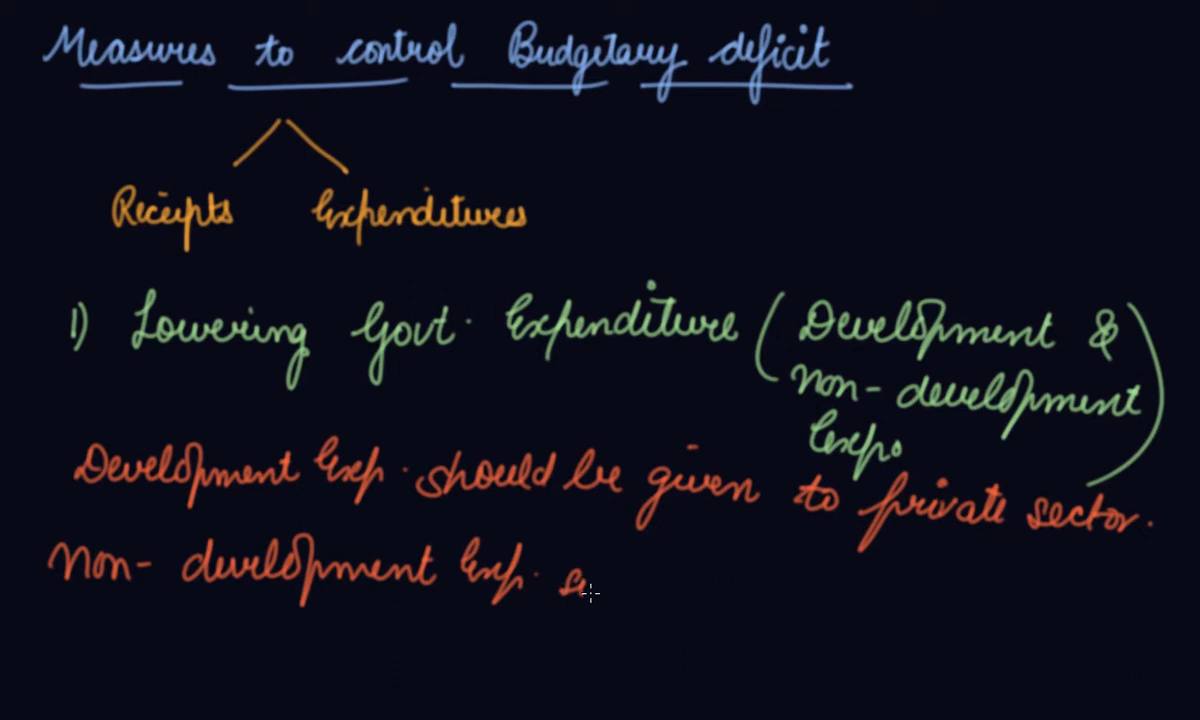 Measures to control Budgetary deficit
Receipts Expenditures
1) Lowering Govt. Expenditure (Development &
non-development
Exp.)
Development Exp. should be given to private sector.
Non-development Exp. s